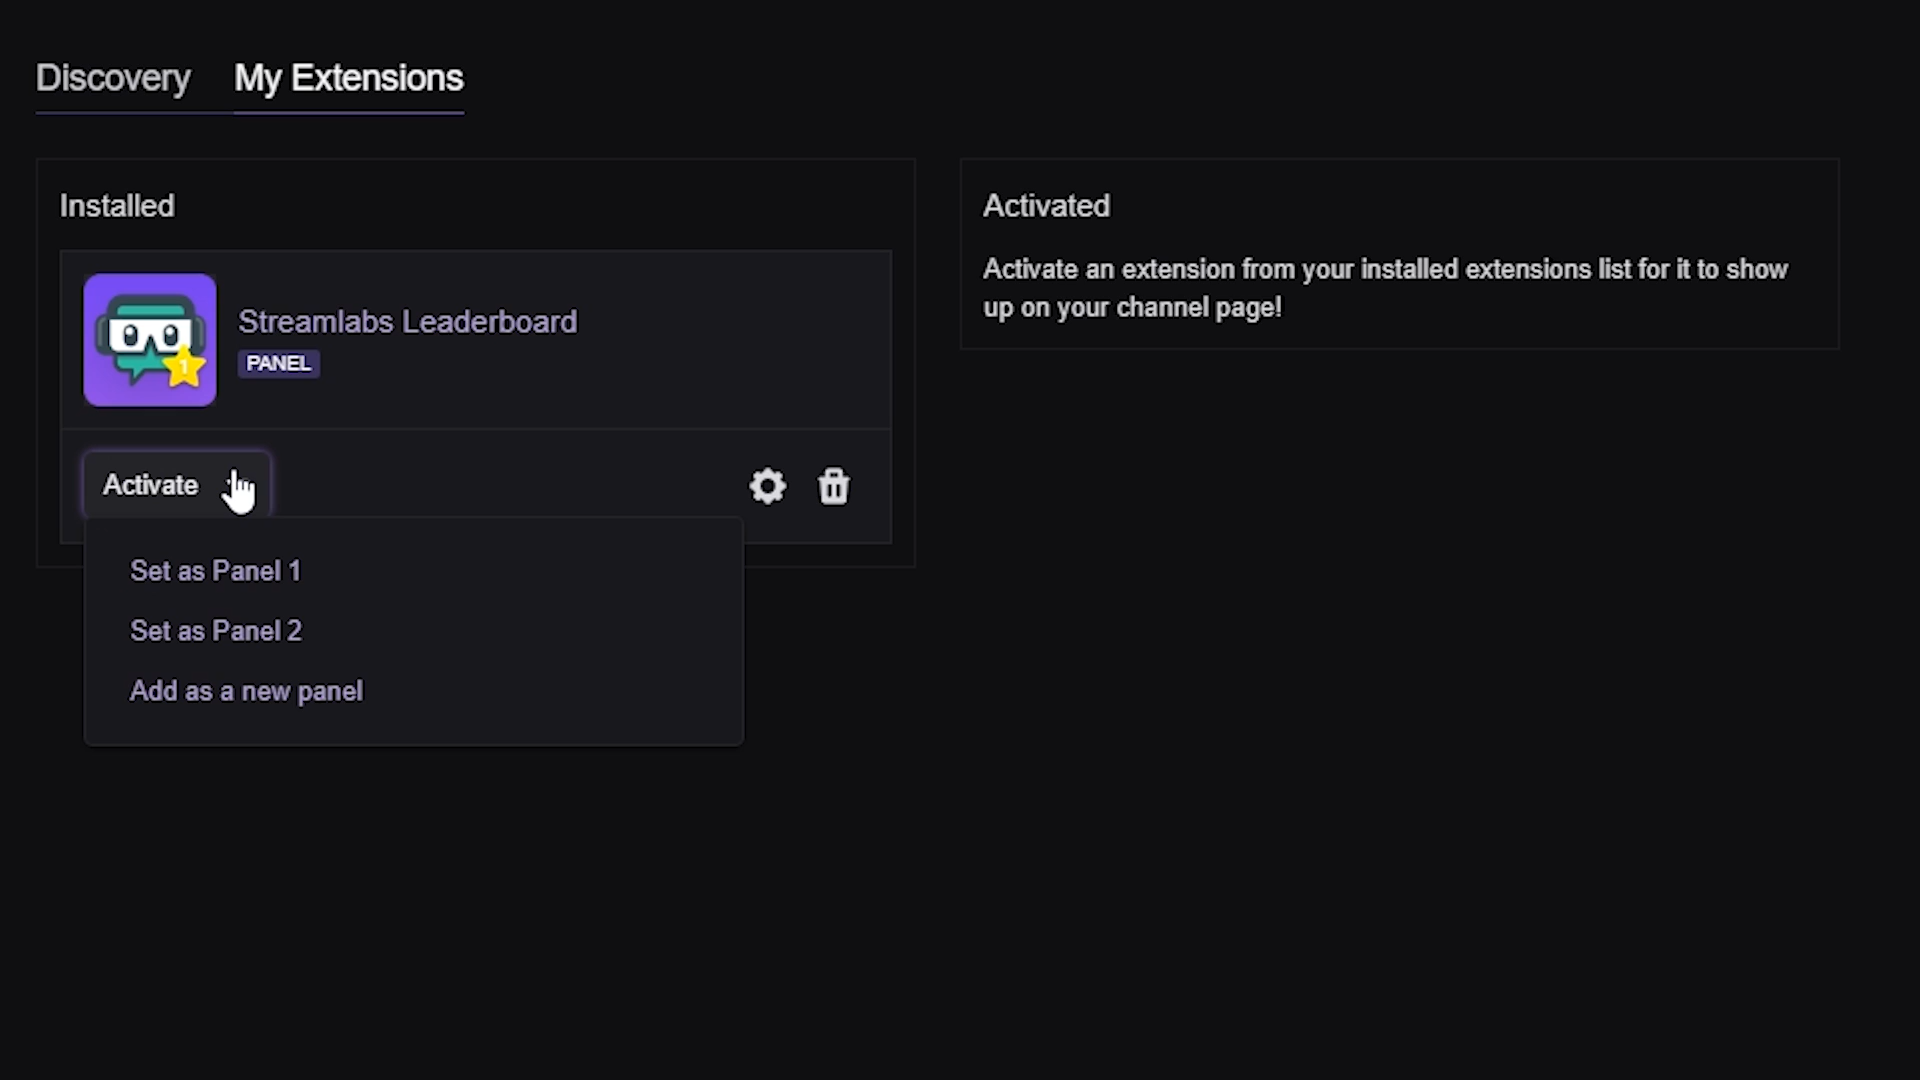 Discovery
My Extensions
Installed
Streamlabs Leaderboard
1
PANEL
Activate
Set as Panel 1
Set as Panel 2
Add as a new panel
Activated
Activate an extension from your installed extensions list for it to show
up on your channel page!